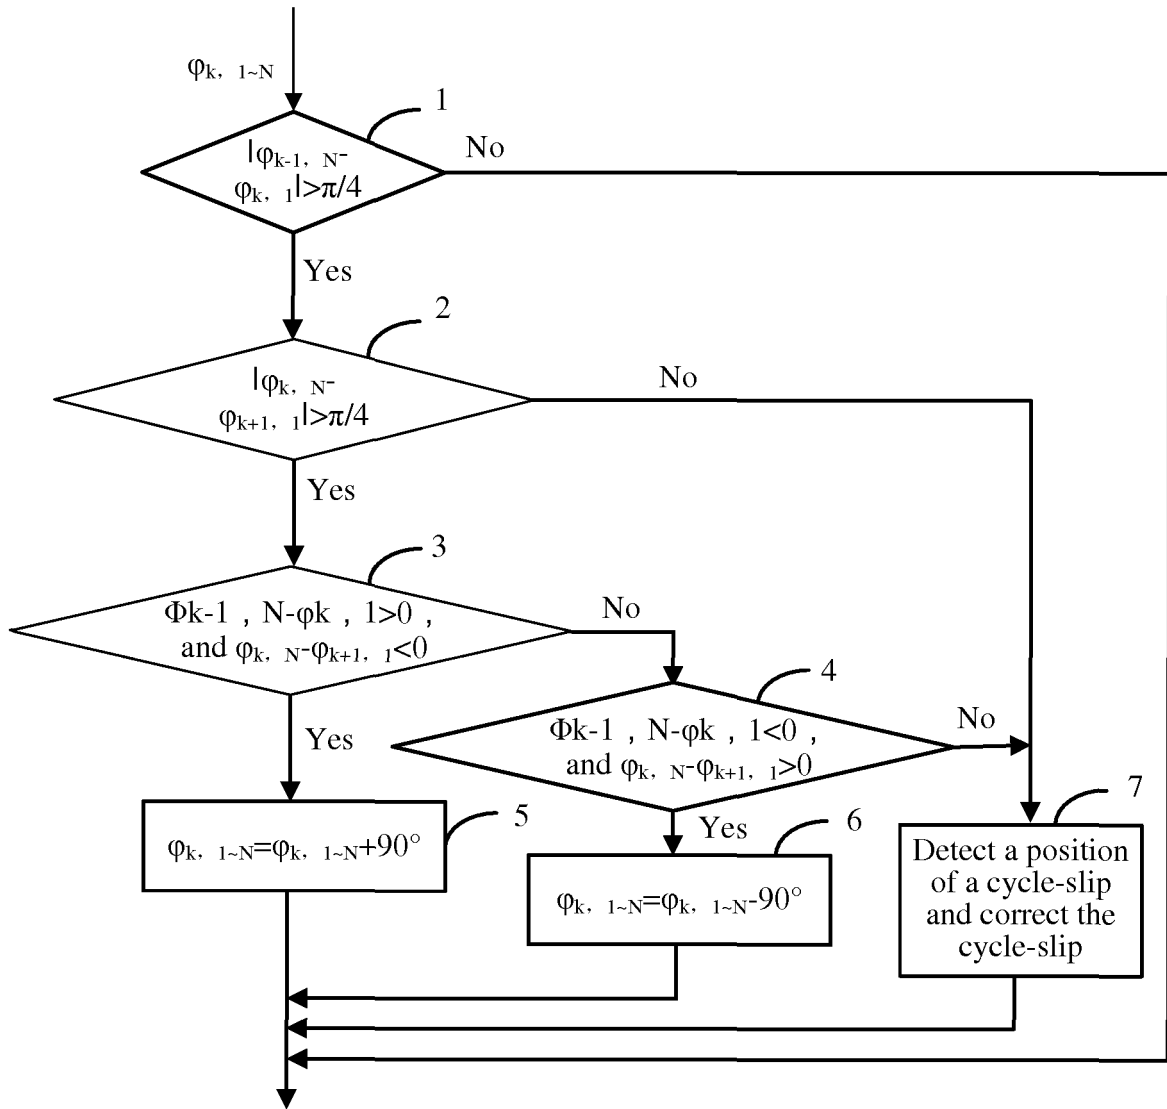 φk, 1~N
1
|φk-1, N-
φk, 1|>π/4
No
Yes
2
|φk, N-
φk+1, 1|>π/4
No
Yes
3
Φk-1 , N-φk , 1>0 ,
and φk, N-φk+1, 1<0
No
4
Φk-1 , N-φk , 1<0 ,
and φk, N-φk+1, 1>0
No
Yes
5
φk, 1~N=φk, 1~N+90°
Yes
6
φk, 1~N=φk, 1~N-90°
7
Detect a position
of a cycle-slip
and correct the
cycle-slip